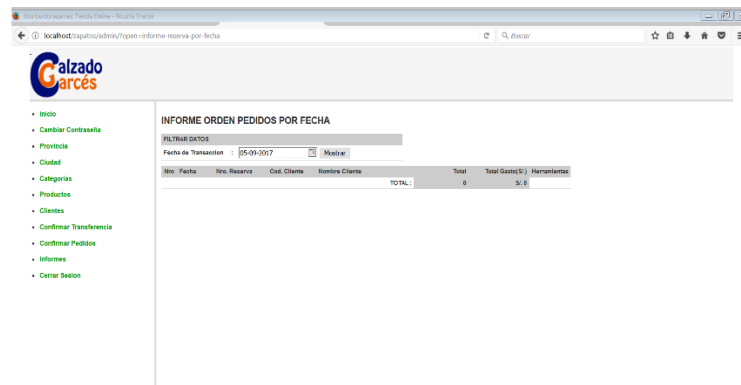 Distribuidoragarces Tienda Online - Mozilla Firefox
localhost/zapatos/admin/?open=informe-reserva-por-fecha
Buscar
Calzado
Garcés
Inicio
Cambiar Contraseña
Provincia
Ciudad
Categorias
Productos
Clientes
Confirmar Transferencia
Confirmar Pedidos
Informes
Cerrar Sesion
INFORME ORDEN PEDIDOS POR FECHA
FILTRAR DATOS
Fecha de Transaccion : 05-09-2017 Mostrar
Nro Fecha Nro. Reserva Cod. Cliente Nombre Cliente Total Total Gasto(S/.) Herramientas
TOTAL : 0 S/. 0